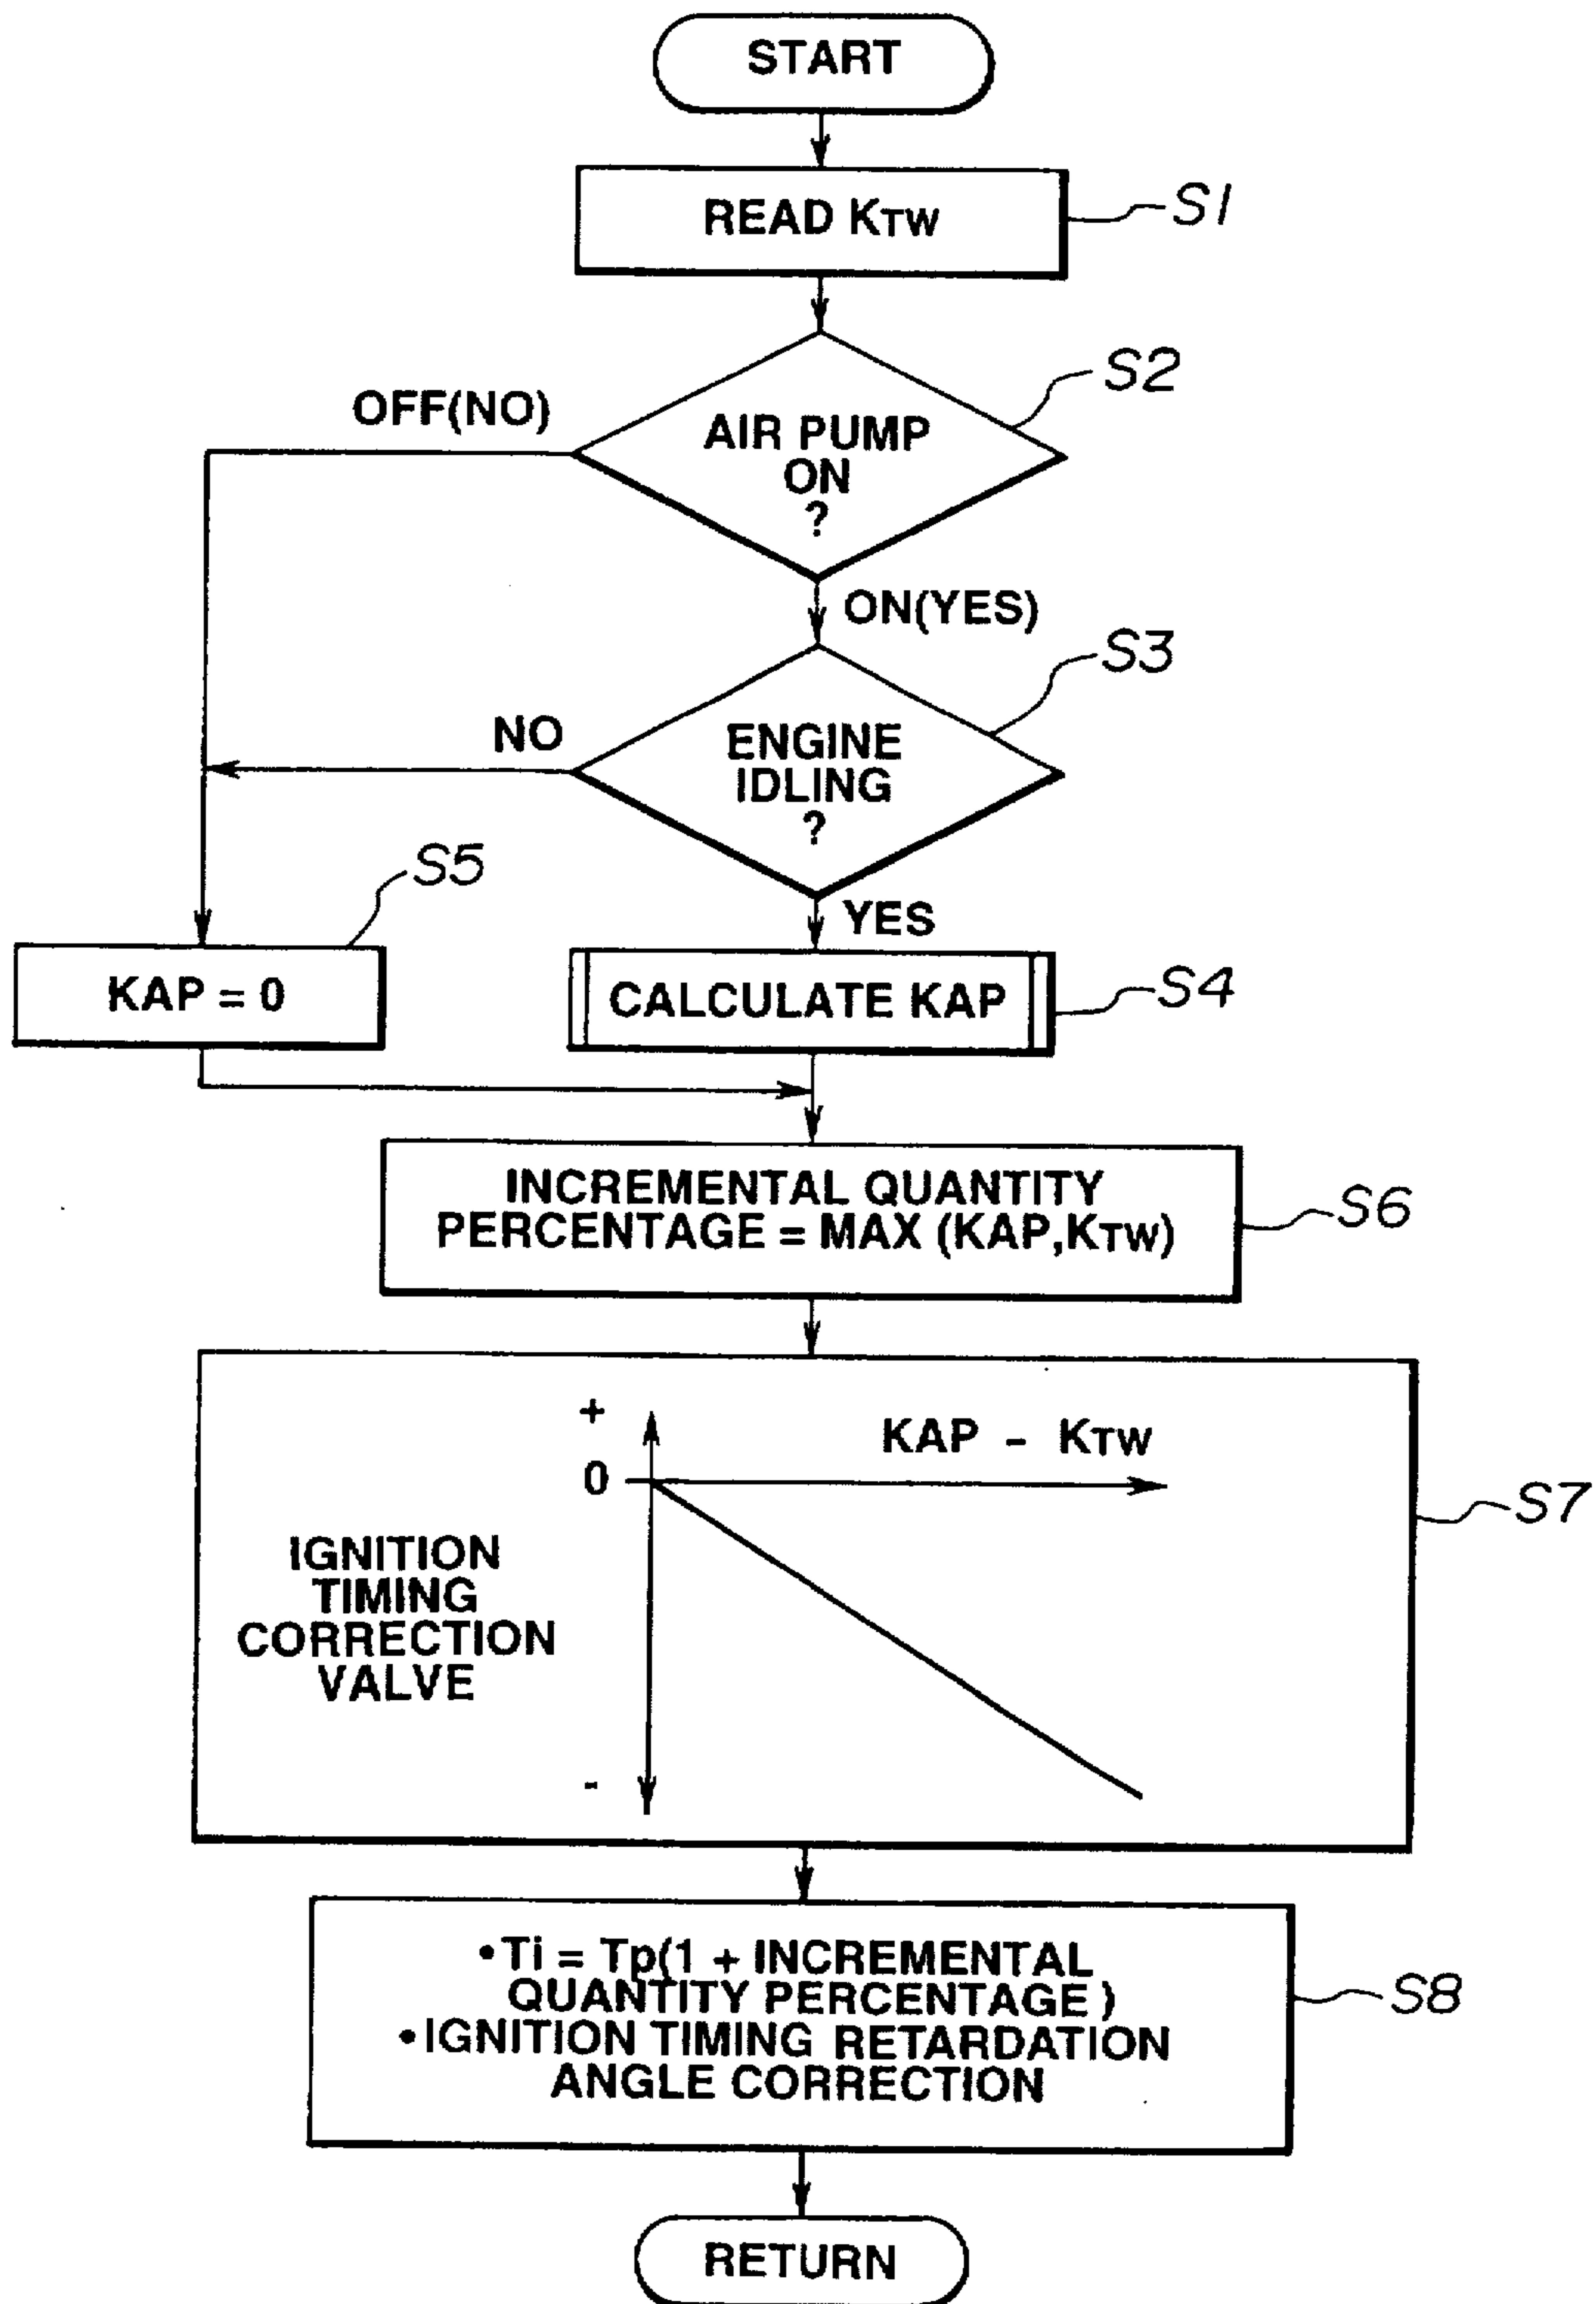 START
READ KTW
S1
S2
OFF(NO)
AIR PUMP
ON
?
ON(YES)
S3
NO
ENGINE
IDLING
?
S5
YES
KAP = 0
CALCULATE KAP
S4
INCREMENTAL QUANTITY
PERCENTAGE = MAX (KAP,KTW)
S6
+
KAP - KTW
0
S7
IGNITION
TIMING
CORRECTION
VALVE
-
•Ti = Tp(1 + INCREMENTAL
QUANTITY PERCENTAGE)
•IGNITION TIMING RETARDATION
ANGLE CORRECTION
S8
RETURN